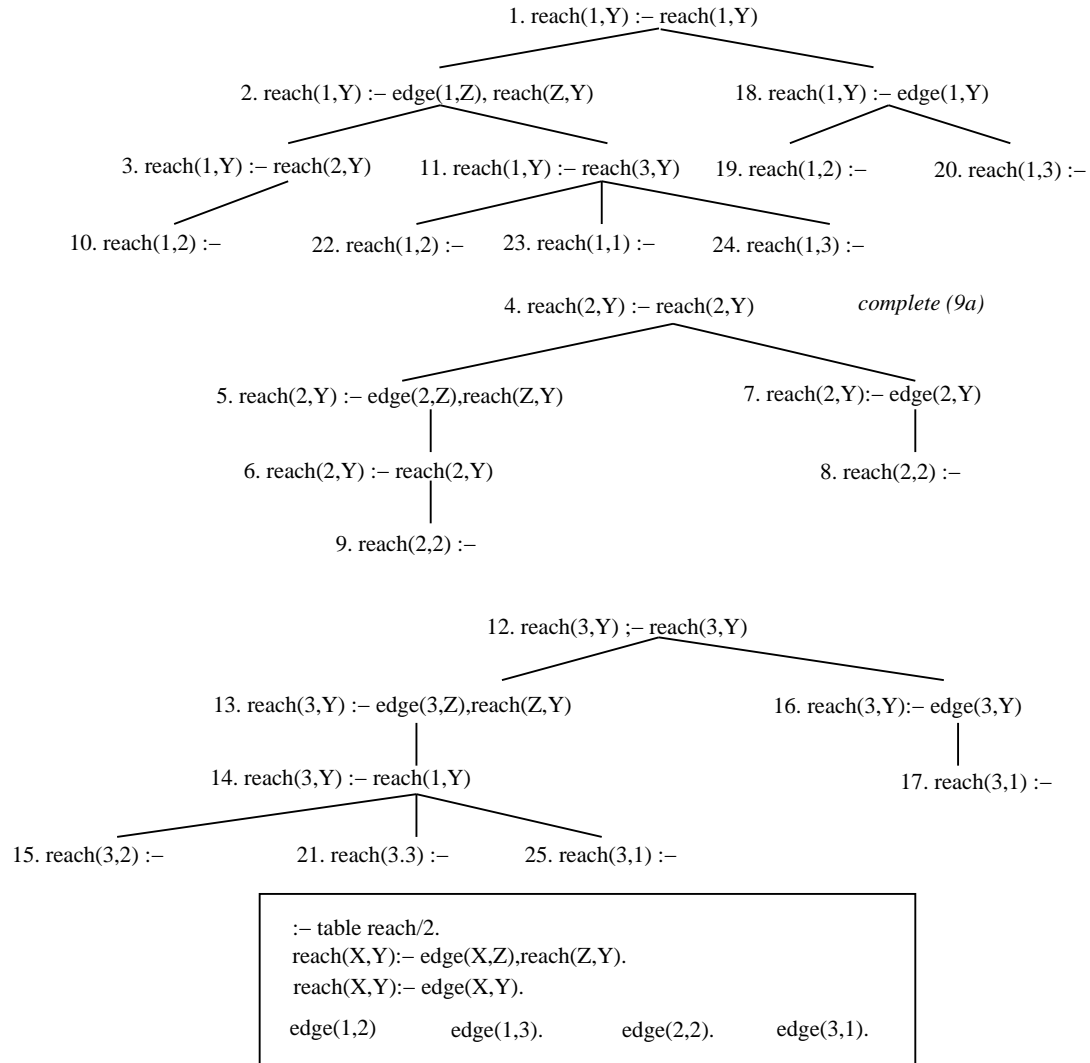 1. reach(1,Y) :– reach(1,Y)
2. reach(1,Y) :– edge(1,Z), reach(Z,Y) 18. reach(1,Y) :– edge(1,Y)
3. reach(1,Y) :– reach(2,Y) 11. reach(1,Y) :– reach(3,Y) 19. reach(1,2) :– 20. reach(1,3) :–
10. reach(1,2) :– 22. reach(1,2) :– 23. reach(1,1) :– 24. reach(1,3) :–
4. reach(2,Y) :– reach(2,Y) complete (9a)
5. reach(2,Y) :– edge(2,Z),reach(Z,Y) 7. reach(2,Y):– edge(2,Y)
6. reach(2,Y) :– reach(2,Y) 8. reach(2,2) :–
9. reach(2,2) :–
12. reach(3,Y) ;– reach(3,Y)
13. reach(3,Y) :– edge(3,Z),reach(Z,Y) 16. reach(3,Y):– edge(3,Y)
14. reach(3,Y) :– reach(1,Y) 17. reach(3,1) :–
15. reach(3,2) :– 21. reach(3.3) :– 25. reach(3,1) :–
:– table reach/2.
reach(X,Y):– edge(X,Z),reach(Z,Y).
reach(X,Y):– edge(X,Y).
edge(1,2) edge(1,3). edge(2,2). edge(3,1).